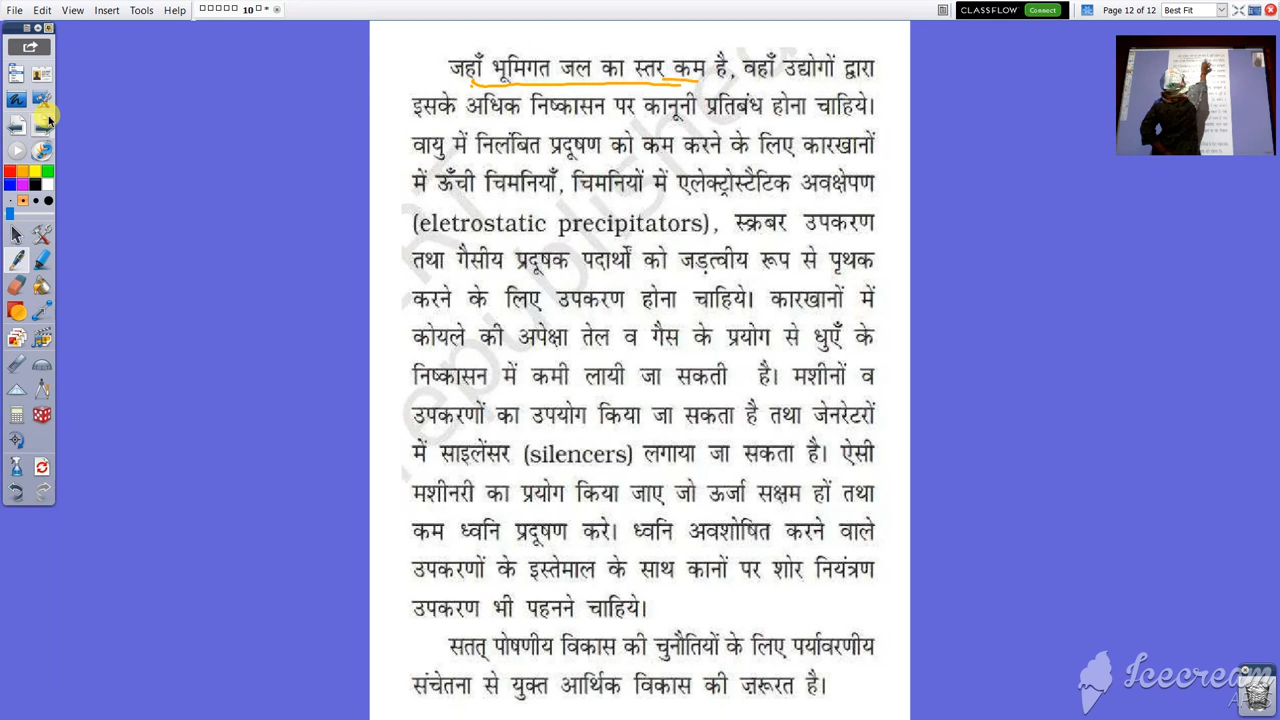 File Edit View Insert Tools Help
10
CLASSFLOW Connect
Page 12 of 12 Best Fit
जहाँ भूमिगत जल का स्तर कम है, वहाँ उद्योगों द्वारा
इसके अधिक निष्कासन पर कानूनी प्रतिबंध होना चाहिये।
वायु में निलंबित प्रदूषण को कम करने के लिए कारखानों
में ऊँची चिमनियाँ, चिमनियों में एलेक्ट्रोस्टैटिक अवक्षेपण
(eletrostatic precipitators), स्क्रबर उपकरण
तथा गैसीय प्रदूषक पदार्थों को जड़त्वीय रूप से पृथक
करने के लिए उपकरण होना चाहिये। कारखानों में
कोयले की अपेक्षा तेल व गैस के प्रयोग से धुएँ के
निष्कासन में कमी लायी जा सकती है। मशीनों व
उपकरणों का उपयोग किया जा सकता है तथा जेनरेटरों
में साइलेंसर (silencers) लगाया जा सकता है। ऐसी
मशीनरी का प्रयोग किया जाए जो ऊर्जा सक्षम हों तथा
कम ध्वनि प्रदूषण करे। ध्वनि अवशोषित करने वाले
उपकरणों के इस्तेमाल के साथ कानों पर शोर नियंत्रण
उपकरण भी पहनने चाहिये।
सतत् पोषणीय विकास की चुनौतियों के लिए पर्यावरणीय
संचेतना से युक्त आर्थिक विकास की ज़रूरत है।
Icecream
APPS